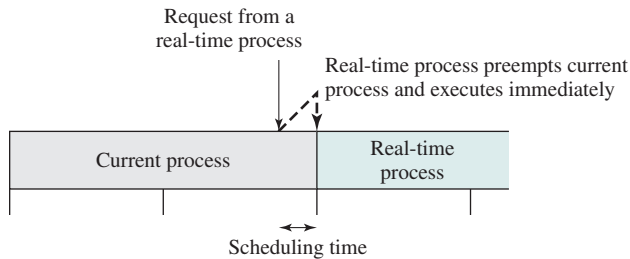 Request from a
real-time process
Real-time process preempts current
process and executes immediately
Current process
Real-time
process
Scheduling time